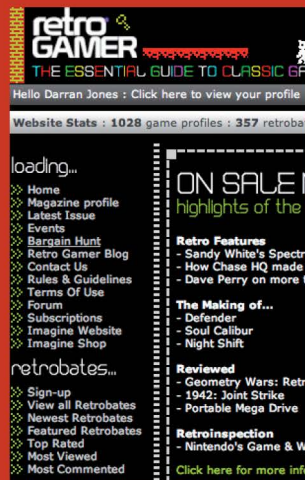 retro
GAMER
THE ESSENTIAL GUIDE TO CLASSIC
Hello Darran Jones : Click here to view your profile
Website Stats : 1028 game profiles : 357 retroba
loading...
Home
Magazine profile
Latest Issue
Events
Bargain Hunt
Retro Gamer Blog
Contact Us
Rules & Guidelines
Terms Of Use
Forum
Subscriptions
Imagine Website
Imagine Shop
retrobates...
Sign-up
View all Retrobates
Newest Retrobates
Featured Retrobates
Top Rated
Most Viewed
Most Commented
ON SALE
highlights of the
Retro Features
- Sandy White's Spectr
- How Chase HQ made
- Dave Perry on more t
The Making of...
- Defender
- Soul Calibur
- Night Shift
Reviewed
- Geometry Wars: Retr
- 1942: Joint Strike
- Portable Mega Drive
Retroinspection
- Nintendo's Game & W
Click here for more info